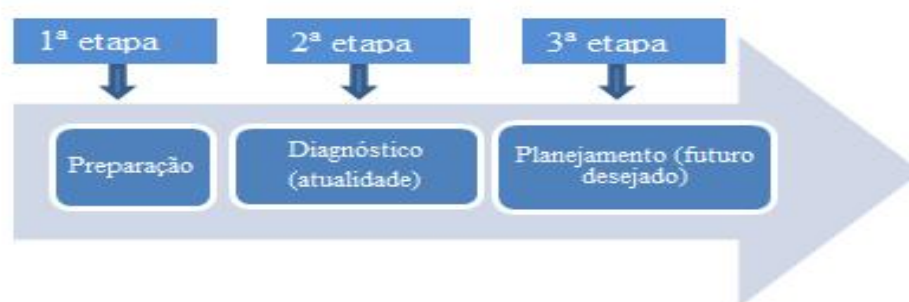 1ª etapa
2ª etapa
3ª etapa
Preparação
Diagnóstico
(atualidade)
Planejamento (futuro
desejado)